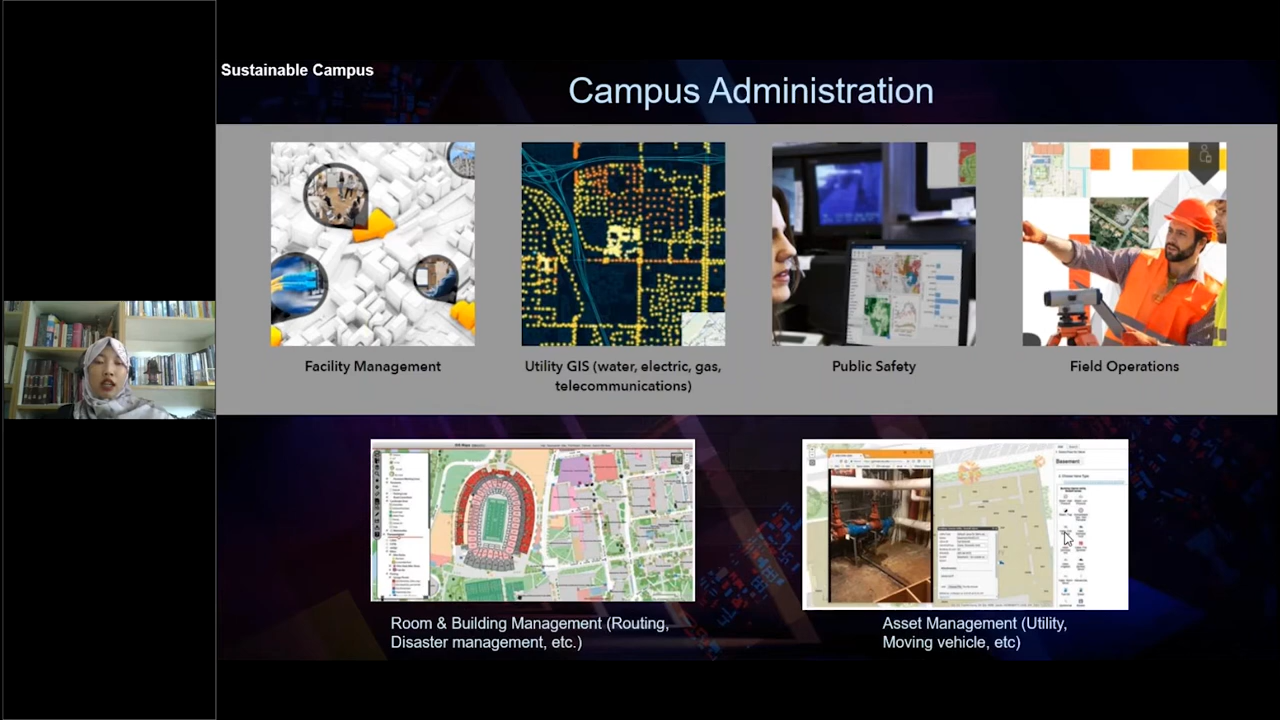 Sustainable Campus
Campus Administration
Facility Management
Utility GIS (water, electric, gas,
telecommunications)
Public Safety
Field Operations
Basement
Room & Building Management (Routing,
Disaster management, etc.)
Asset Management (Utility,
Moving vehicle, etc)